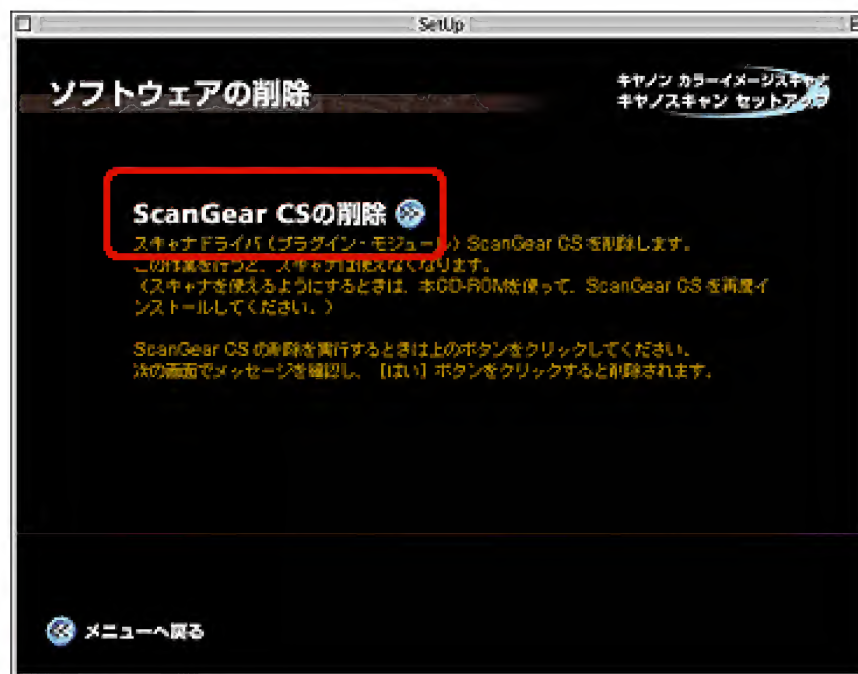 SetUp
ソフトウェアの削除
キヤノン カラーイメージスキャナ
キヤノスキャン セットアップ
ScanGear CSの削除
スキャナドライバ（プラグイン・モジュール）ScanGear CSを削除します。
この作業を行うと、スキャナは使えなくなります。
（スキャナを使えるようにするときは、本CD-ROMを使って、ScanGear CSを再度イ
ンストールしてください。）
ScanGear CSの削除を実行するときは上のボタンをクリックしてください。
次の画面でメッセージを確認し、［はい］ボタンをクリックすると削除されます。
メニューへ戻る